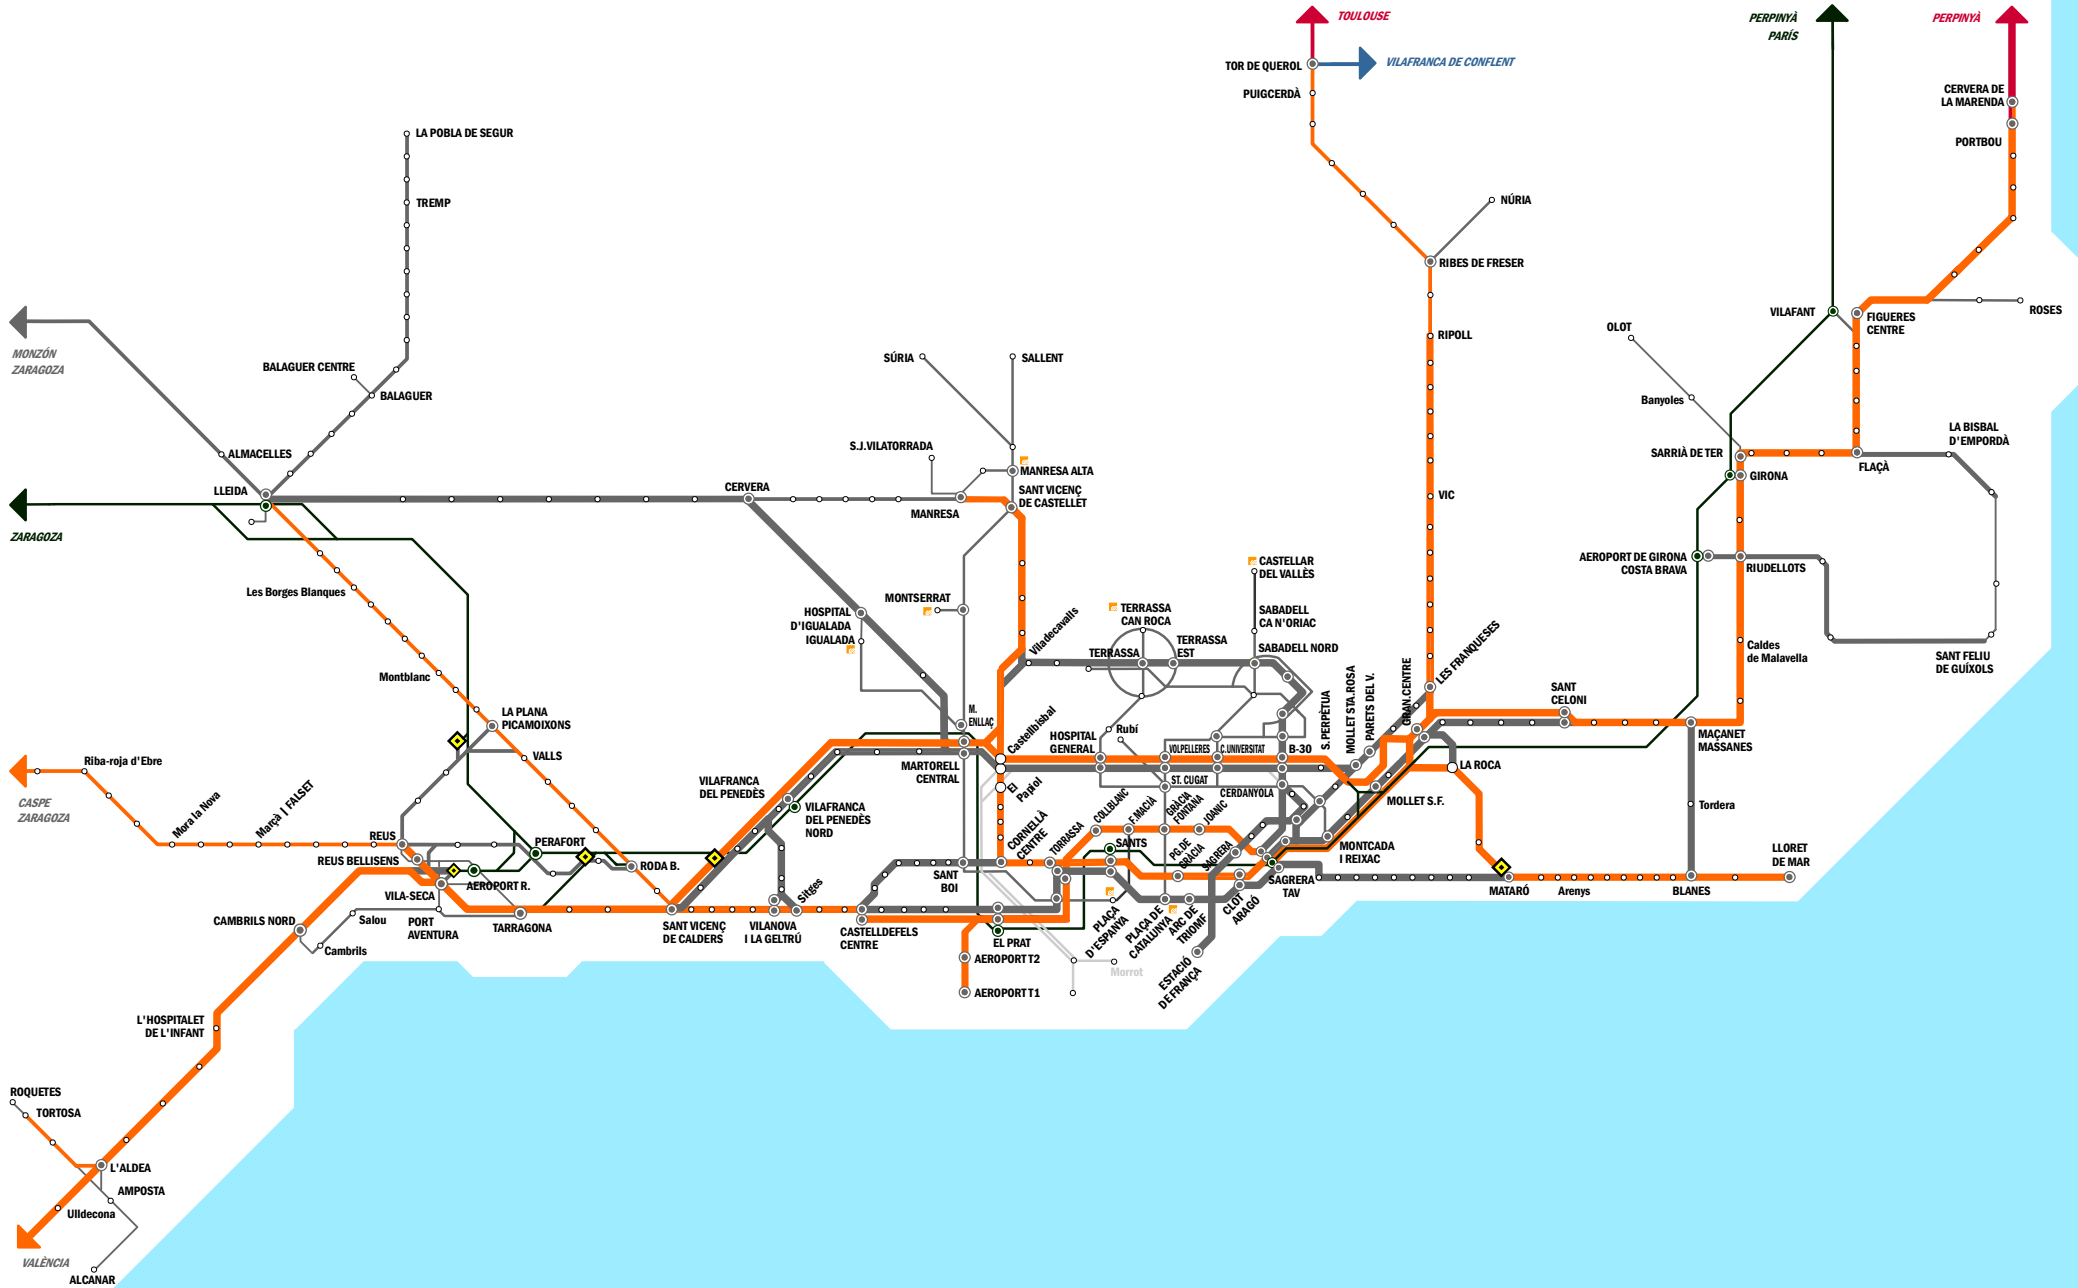 TOULOUSE
PERPINYÀ
PARÍS
PERPINYÀ
TOR DE QUEROL
VILAFRANCA DE CONFLENT
PUIGCERDÀ
CERVERA DE
LA MARENDA
PORTBOU
LA POBLA DE SEGUR
TREMP
NÚRIA
RIBES DE FRESER
ROSES
VILAFANT
FIGUERES
CENTRE
OLOT
RIPOLL
MONZÓN
ZARAGOZA
BALAGUER CENTRE
BALAGUER
SÚRIA
SALLENT
Banyoles
LA BISBAL
D'EMPORDÀ
ALMACELLES
S.J.VILATORRADA
MANRESA ALTA
SARRIÀ DE TER
FLAÇÀ
GIRONA
LLEIDA
CERVERA
SANT VICENÇ
DE CASTELLET
MANRESA
VIC
ZARAGOZA
CASTELLAR
DEL VALLÈS
AEROPORT DE GIRONA
COSTA BRAVA
RIUDELLOTS
Les Borges Blanques
MONTSERRAT
HOSPITAL
D'IGUALADA
IGUALADA
TERRASSA
CAN ROCA
SABADELL
CA N'ORIAC
Viladecavalls
TERRASSA
TERRASSA
EST
SABADELL NORD
Caldes
de Malavella
SANT FELIU
DE GUÍXOLS
Montblanc
LES FRANQUESES
GRAN.CENTRE
PARETS DEL V.
MOLLET STA.ROSA
S. PERPÈTUA
SANT
CELONI
LA PLANA
PICAMOIXONS
VALLS
M.
ENLLAÇ
Castellbisbal
HOSPITAL
GENERAL
Rubí
VOLPELLERES
C.UNIVERSITAT
B-30
MAÇANET
MASSANES
Riba-roja d'Ebre
MARTORELL
CENTRAL
El
Papiol
ST. CUGAT
CERDANYOLA
LA ROCA
MOLLET S.F.
CASPE
ZARAGOZA
VILAFRANCA
DEL PENEDÈS
VILAFRANCA
DEL PENEDÈS
NORD
Tordera
Mora la Nova
Marçà | FALSET
REUS
REUS BELLISENS
PERAFORT
RODA B.
AEROPORT R.
CORNELLÀ
CENTRE
TORRASSA
COLLBLANC
F.MACIÀ
GRÀCIA
FONTANA
JOANIC
SANTS
PG.DE
GRÀCIA
SAGRERA
MONTCADA
I REIXAC
SAGRERA
TAV
LLORET
DE MAR
SANT
BOI
MATARÓ
Arenys
BLANES
VILA-SECA
Salou
PORT
AVENTURA
TARRAGONA
CAMBRILS NORD
Cambrils
SANT VICENÇ
DE CALDERS
VILANOVA
I LA GELTRÚ
Sitges
CASTELLDEFELS
CENTRE
EL PRAT
PLAÇA
D'ESPANYA
PLAÇA DE
CATALUNYA
ARC DE
TRIOMF
CLOT
ARAGÓ
ESTACIÓ
DE FRANÇA
AEROPORT T2
AEROPORT T1
Morrot
L'HOSPITALET
DE L'INFANT
ROQUETES
TORTOSA
L'ALDEA
AMPOSTA
Ulldecona
VALÈNCIA
ALCANAR